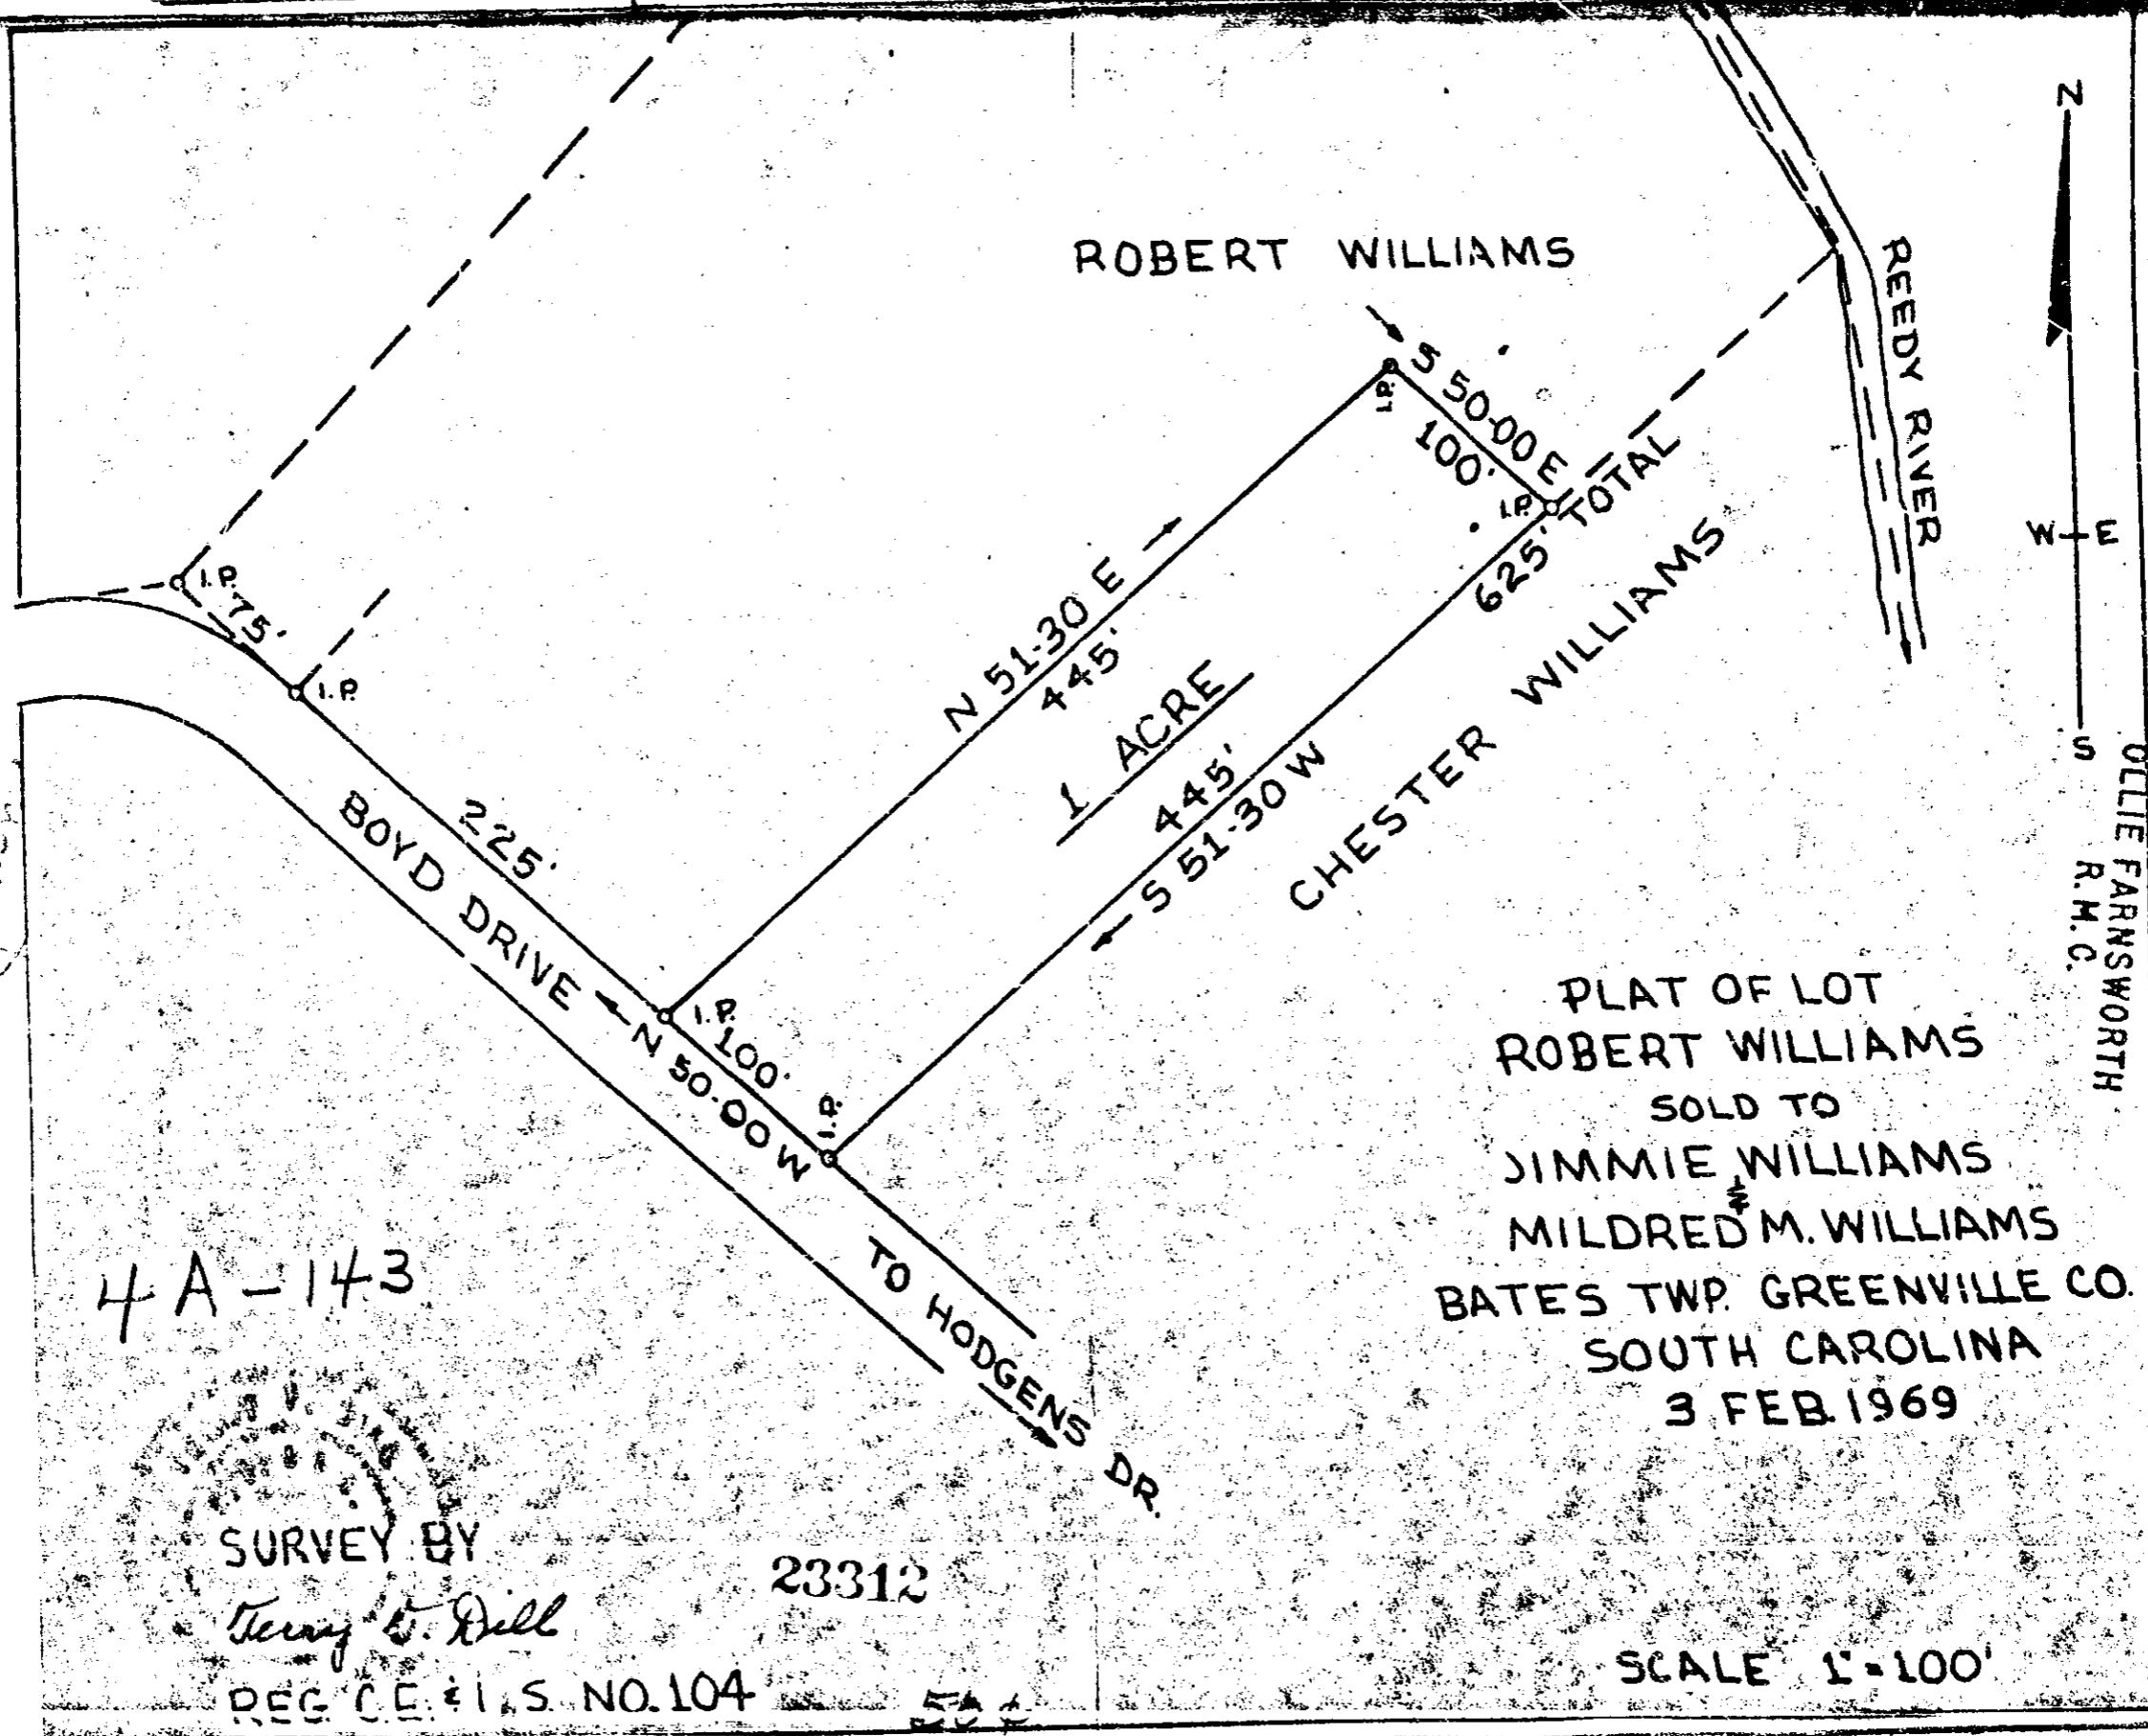 N
ROBERT WILLIAMS
REEDY RIVER
S 50-00 E
100'
I.P.
I.P.
625' TOTAL
W E
I.P.
75'
I.P.
N 51-30 E
445'
1 ACRE
445'
S 51-30 W
CHESTER WILLIAMS
S
OLLIE FARNSWORTH
R.M.C.
225'
BOYD DRIVE
I.P.
100'
N 50-00 W
I.P.
TO HODGENS DR.
PLAT OF LOT
ROBERT WILLIAMS
SOLD TO
JIMMIE WILLIAMS
&
MILDRED M. WILLIAMS
BATES TWP. GREENVILLE CO.
SOUTH CAROLINA
3 FEB. 1969
4 A - 143
SURVEY BY
Terry T. Dill
REG. C.E. & L.S. NO. 104
23312
SCALE 1"=100'